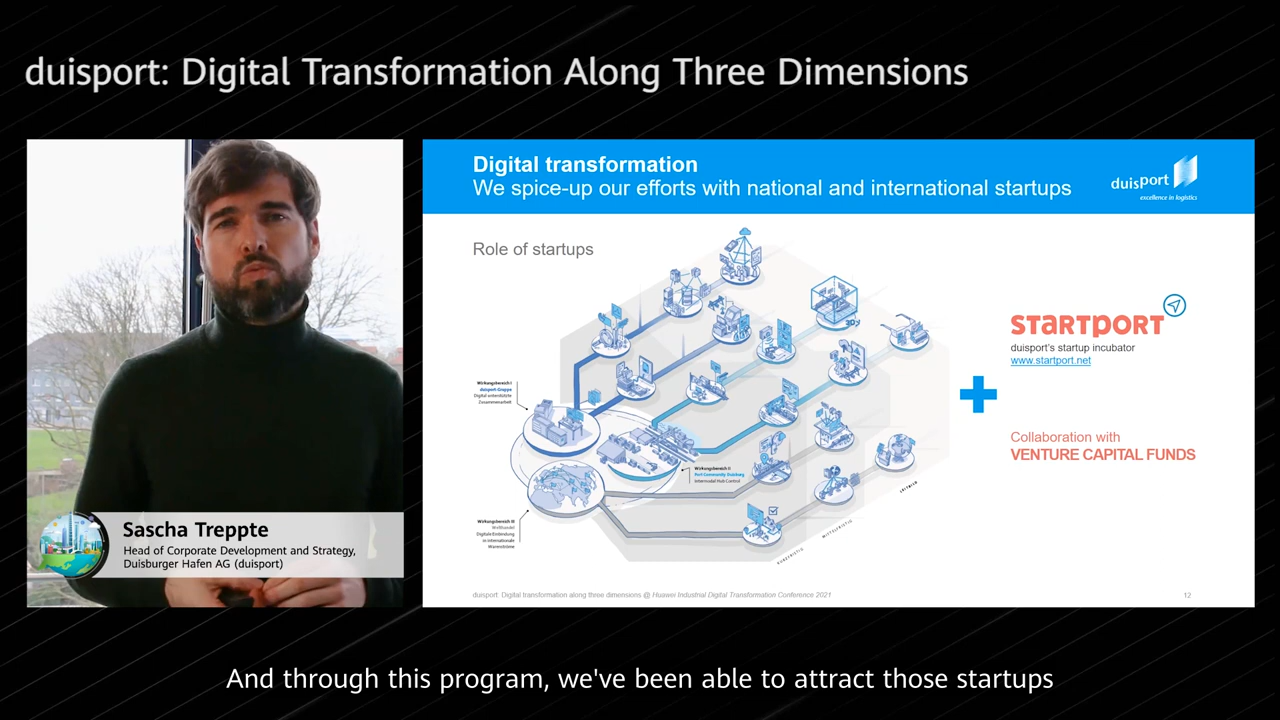 duisport: Digital Transformation Along Three Dimensions
Digital transformation
We spice-up our efforts with national and international startups
duisport
excellence in logistics
Role of startups
Wirkungsbereich I
duisport-Gruppe
Digital unterstützte
Zusammenarbeit
Wirkungsbereich II
Port Community Duisburg
Intermodal Hub Control
Wirkungsbereich III
Welthandel
Digitale Einbindung
in internationale
Warenströme
KURZFRISTIG
MITTELFRISTIG
STARTPORT
duisport's startup incubator
www.startport.net
Collaboration with
VENTURE CAPITAL FUNDS
duisport: Digital transformation along three dimensions @ Huawei Industrial Digital Transformation Conference 2021
12
Sascha Treppte
Head of Corporate Development and Strategy,
Duisburger Hafen AG (duisport)
And through this program, we've been able to attract those startups